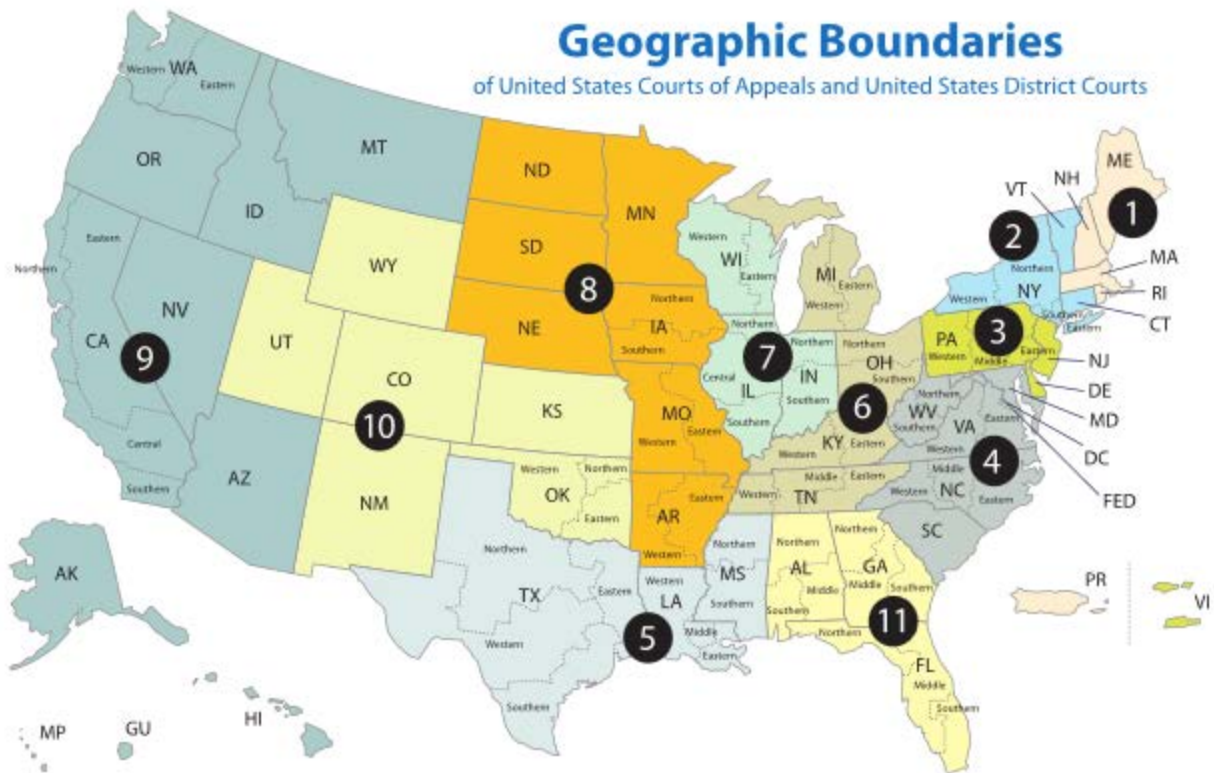 Geographic Boundaries
of United States Courts of Appeals and United States District Courts
WA
Western
Eastern
OR
MT
ID
ND
MN
SD
8
NE
Northern
IA
Southern
WY
Eastern
Northern
NV
CA
9
Central
Southern
UT
CO
10
KS
AZ
NM
Western
Northern
OK
Eastern
MO
Eastern
Western
Eastern
AR
Western
Western
WI
Eastern
MI
Eastern
Western
Northern
7
Northern
Central
IL
IN
Southern
Southern
Northern
OH
Southern
6
KY
Eastern
Western
Middle
Eastern
Western
TN
ME
NH
VT
1
2
MA
Northern
NY
Western
RI
Southern
Eastern
CT
3
PA
Western
Middle
Eastern
NJ
DE
MD
DC
FED
Northern
WV
Southern
VA
Eastern
Western
4
Middle
Western
NC
Eastern
SC
Northern
TX
Eastern
Western
Southern
Western
LA
5
Middle
Eastern
Northern
MS
Southern
Northern
AL
Middle
Southern
Northern
GA
Middle
Southern
11
Northern
FL
Middle
Southern
PR
VI
AK
HI
GU
MP